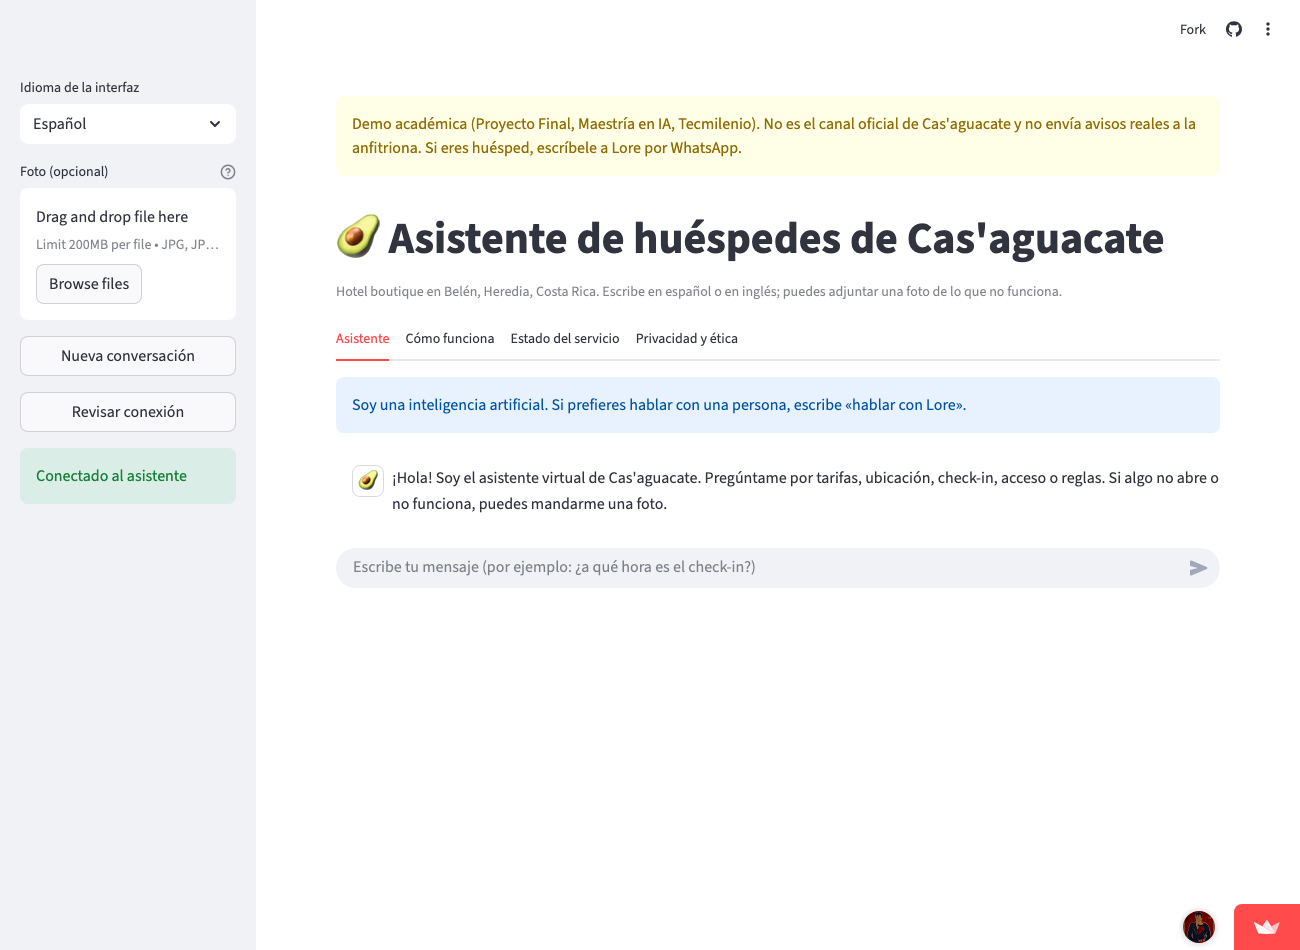 Fork
Idioma de la interfaz
Español
Foto (opcional)
Drag and drop file here
Limit 200MB per file • JPG, JP…
Browse files
Nueva conversación
Revisar conexión
Conectado al asistente
Demo académica (Proyecto Final, Maestría en IA, Tecmilenio). No es el canal oficial de Cas'aguacate y no envía avisos reales a la
anfitriona. Si eres huésped, escríbele a Lore por WhatsApp.
Asistente de huéspedes de Cas'aguacate
Hotel boutique en Belén, Heredia, Costa Rica. Escribe en español o en inglés; puedes adjuntar una foto de lo que no funciona.
Asistente Cómo funciona Estado del servicio Privacidad y ética
Soy una inteligencia artificial. Si prefieres hablar con una persona, escribe «hablar con Lore».
¡Hola! Soy el asistente virtual de Cas'aguacate. Pregúntame por tarifas, ubicación, check-in, acceso o reglas. Si algo no abre o
no funciona, puedes mandarme una foto.
Escribe tu mensaje (por ejemplo: ¿a qué hora es el check-in?)